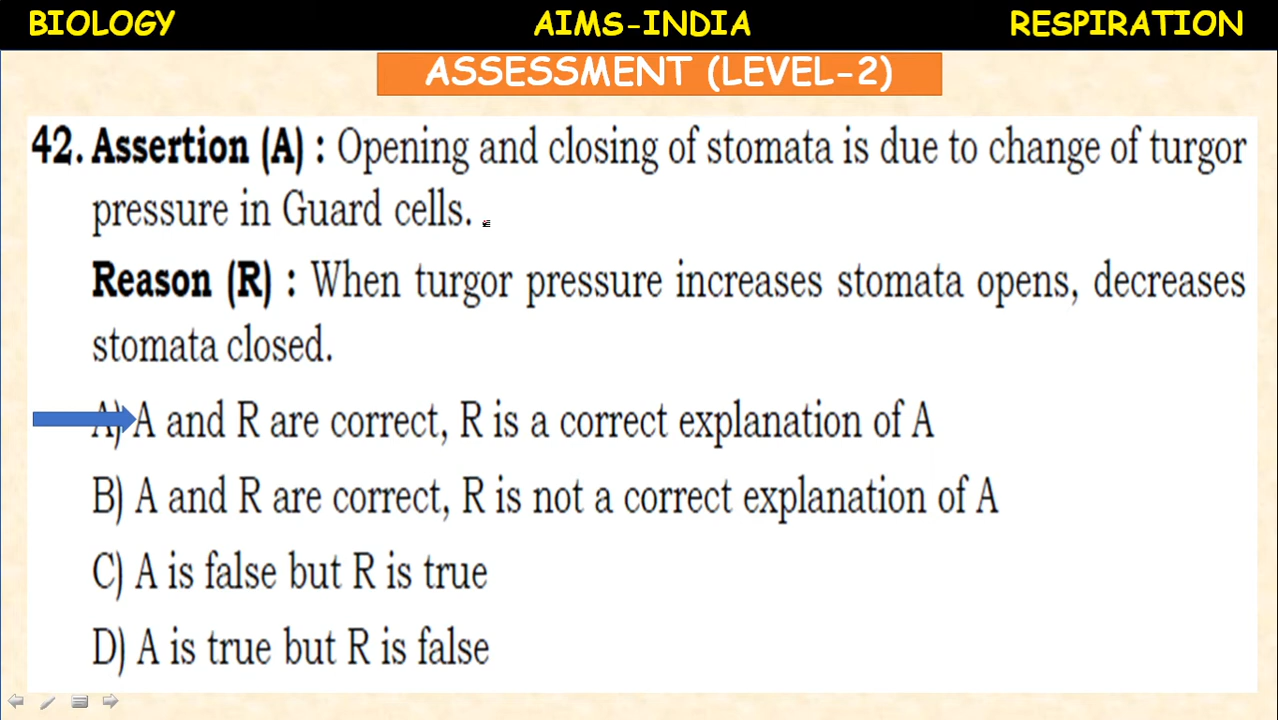 BIOLOGY AIMS-INDIA RESPIRATION
ASSESSMENT (LEVEL-2)
42. Assertion (A) : Opening and closing of stomata is due to change of turgor
pressure in Guard cells.
Reason (R) : When turgor pressure increases stomata opens, decreases
stomata closed.
A) A and R are correct, R is a correct explanation of A
B) A and R are correct, R is not a correct explanation of A
C) A is false but R is true
D) A is true but R is false